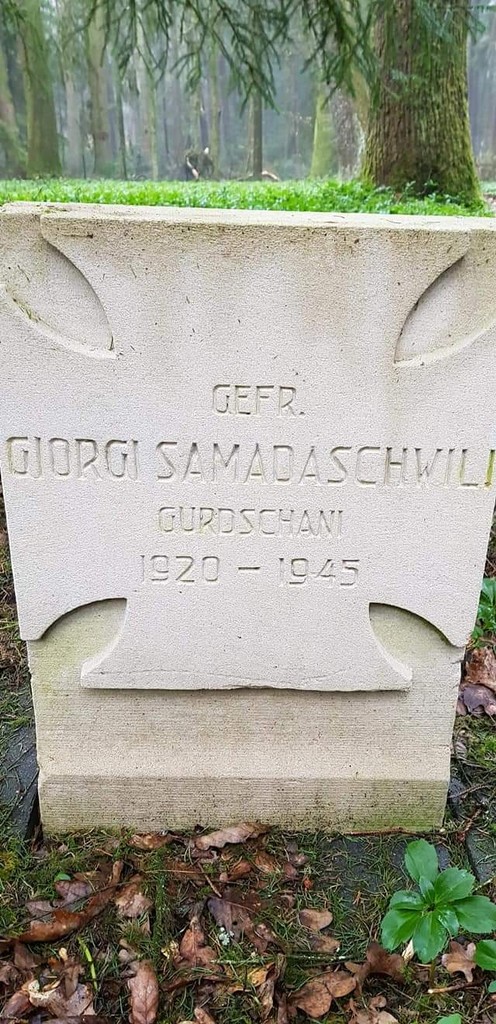 GEFR.
GIORGI SAMADASCHWILI
GURDSCHANI
1920 - 1945